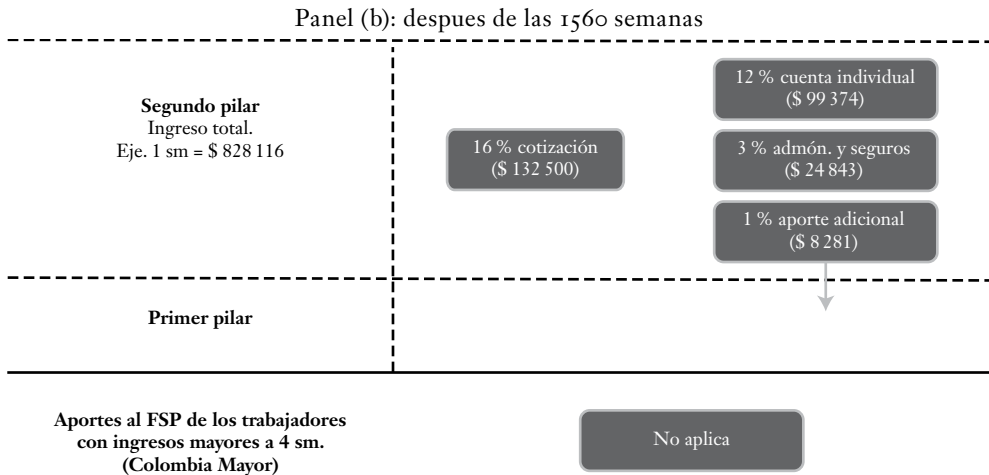 Panel (b): despues de las 1560 semanas
Segundo pilar
Ingreso total.
Eje. 1 sm = $ 828 116
16 % cotización
($ 132 500)
12 % cuenta individual
($ 99 374)
3 % admón. y seguros
($ 24 843)
1 % aporte adicional
($ 8 281)
Primer pilar
Aportes al FSP de los trabajadores
con ingresos mayores a 4 sm.
(Colombia Mayor)
No aplica